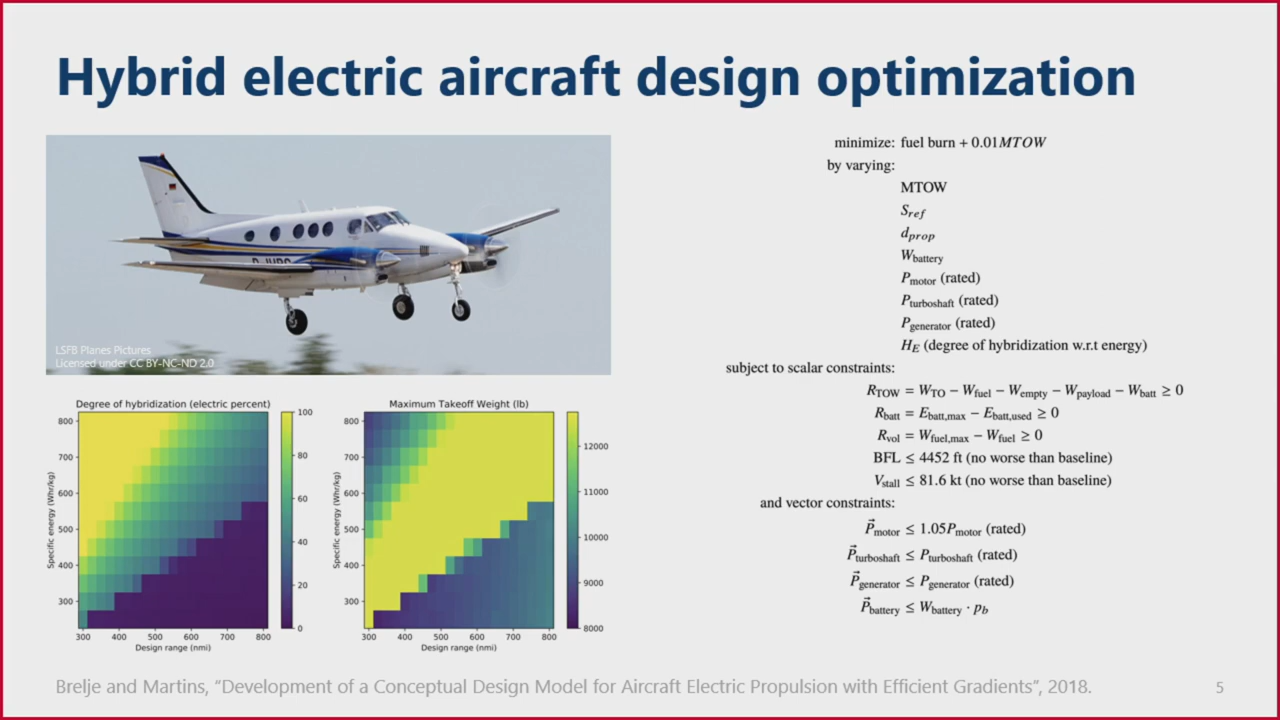 Hybrid electric aircraft design optimization
D-IHBG
LSFB Planes Pictures
Licensed under CC BY-NC-ND 2.0
minimize: fuel burn + 0.01MTOW
by varying:
MTOW
S_ref
d_prop
W_battery
P_motor (rated)
P_turboshaft (rated)
P_generator (rated)
H_E (degree of hybridization w.r.t energy)
subject to scalar constraints:
R_TOW = W_TO − W_fuel − W_empty − W_payload − W_batt ≥ 0
R_batt = E_batt,max − E_batt,used ≥ 0
R_vol = W_fuel,max − W_fuel ≥ 0
BFL ≤ 4452 ft (no worse than baseline)
V_stall ≤ 81.6 kt (no worse than baseline)
and vector constraints:
P⃗_motor ≤ 1.05P_motor (rated)
P⃗_turboshaft ≤ P_turboshaft (rated)
P⃗_generator ≤ P_generator (rated)
P⃗_battery ≤ W_battery · p_b
Degree of hybridization (electric percent)
Specific energy (Whr/kg)
800
700
600
500
400
300
300 400 500 600 700 800
Design range (nmi)
100
80
60
40
20
0
Maximum Takeoff Weight (lb)
Specific energy (Whr/kg)
800
700
600
500
400
300
300 400 500 600 700 800
Design range (nmi)
12000
11000
10000
9000
8000
Brelje and Martins, “Development of a Conceptual Design Model for Aircraft Electric Propulsion with Efficient Gradients”, 2018.
5